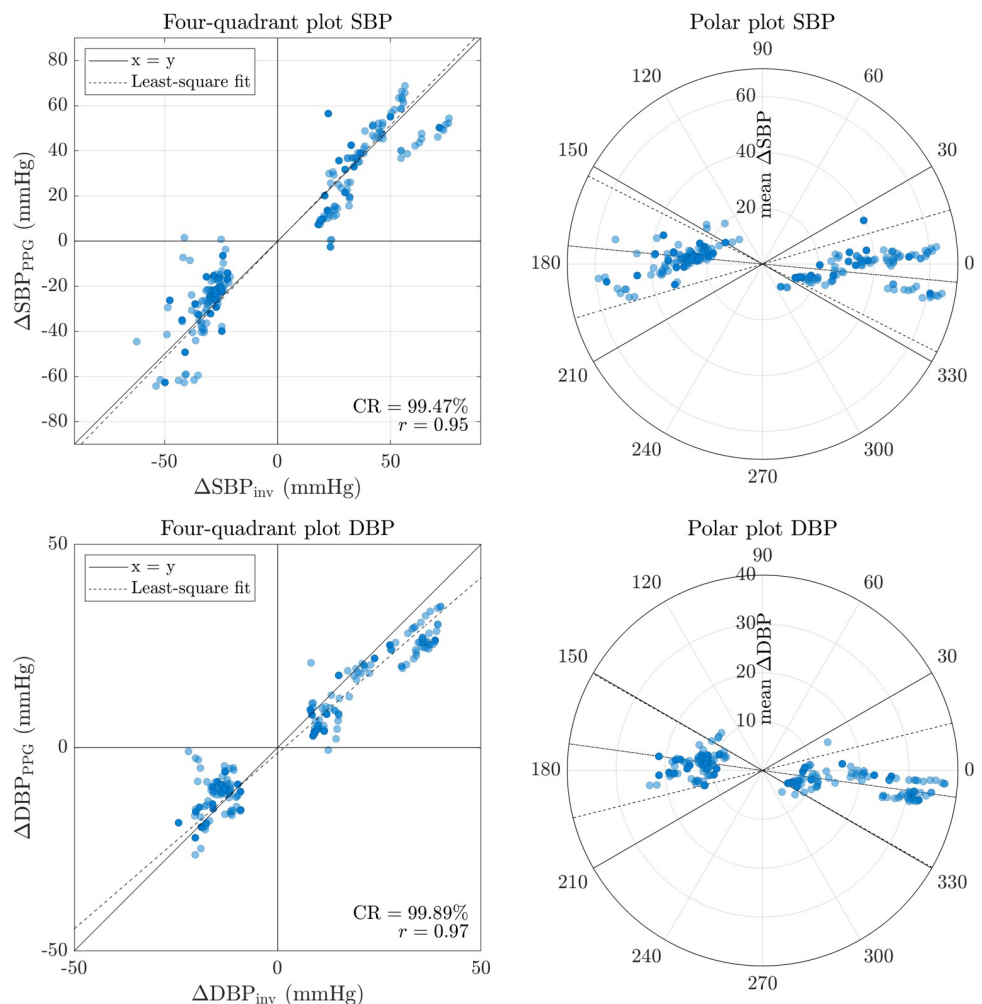 Four-quadrant plot SBP
x = y
Least-square fit
80
60
40
20
0
-20
-40
-60
-80
ΔSBP_PPG (mmHg)
CR = 99.47%
r = 0.95
-50
0
50
ΔSBP_inv (mmHg)
Polar plot SBP
90
120
60
60
150
40
30
20
mean ΔSBP
180
0
210
330
240
300
270
Four-quadrant plot DBP
x = y
Least-square fit
50
0
-50
ΔDBP_PPG (mmHg)
CR = 99.89%
r = 0.97
-50
0
50
ΔDBP_inv (mmHg)
Polar plot DBP
90
40
120
60
30
150
20
30
10
mean ΔDBP
180
0
210
330
240
300
270